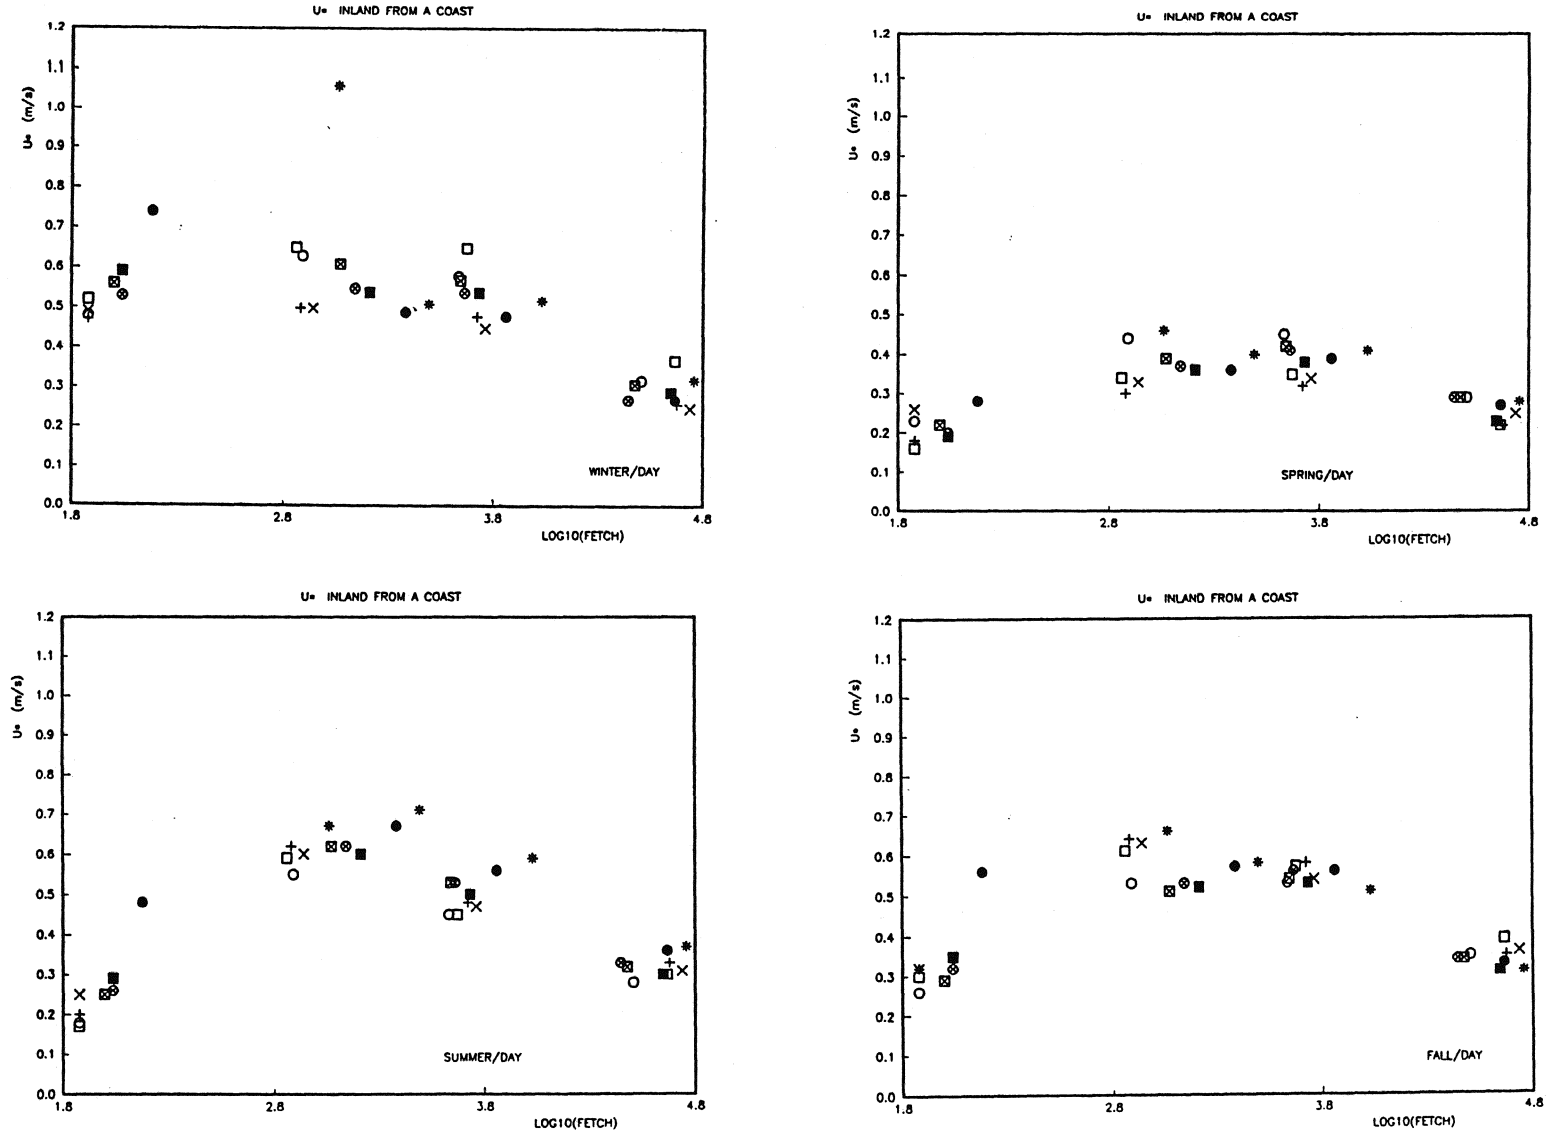 U* INLAND FROM A COAST
1.2
1.1
1.0
0.9
0.8
0.7
0.6
0.5
0.4
0.3
0.2
0.1
0.0
U* (m/s)
WINTER/DAY
1.8 2.8 3.8 4.8
LOG10(FETCH)
U* INLAND FROM A COAST
1.2
1.1
1.0
0.9
0.8
0.7
0.6
0.5
0.4
0.3
0.2
0.1
0.0
U* (m/s)
SPRING/DAY
1.8 2.8 3.8 4.8
LOG10(FETCH)
U* INLAND FROM A COAST
1.2
1.1
1.0
0.9
0.8
0.7
0.6
0.5
0.4
0.3
0.2
0.1
0.0
U* (m/s)
SUMMER/DAY
1.8 2.8 3.8 4.8
LOG10(FETCH)
U* INLAND FROM A COAST
1.2
1.1
1.0
0.9
0.8
0.7
0.6
0.5
0.4
0.3
0.2
0.1
0.0
U* (m/s)
FALL/DAY
1.8 2.8 3.8 4.8
LOG10(FETCH)